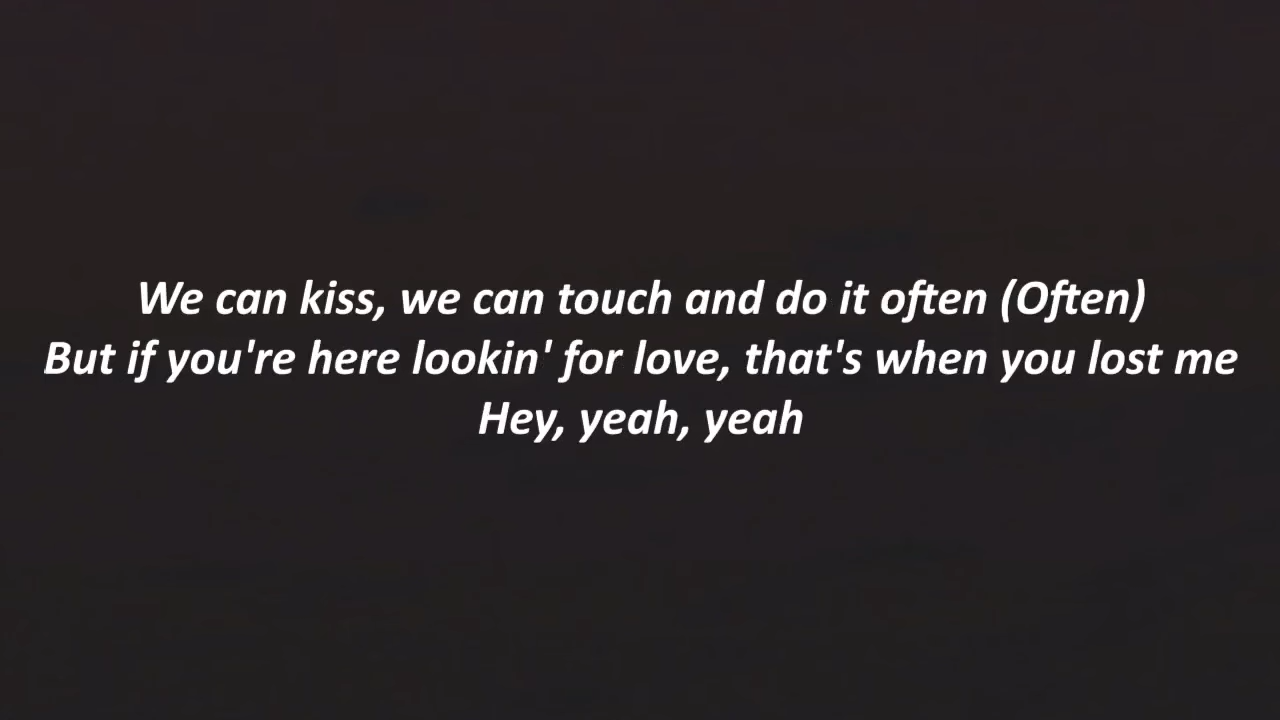 We can kiss, we can touch and do it often (Often)
But if you're here lookin' for love, that's when you lost me
Hey, yeah, yeah